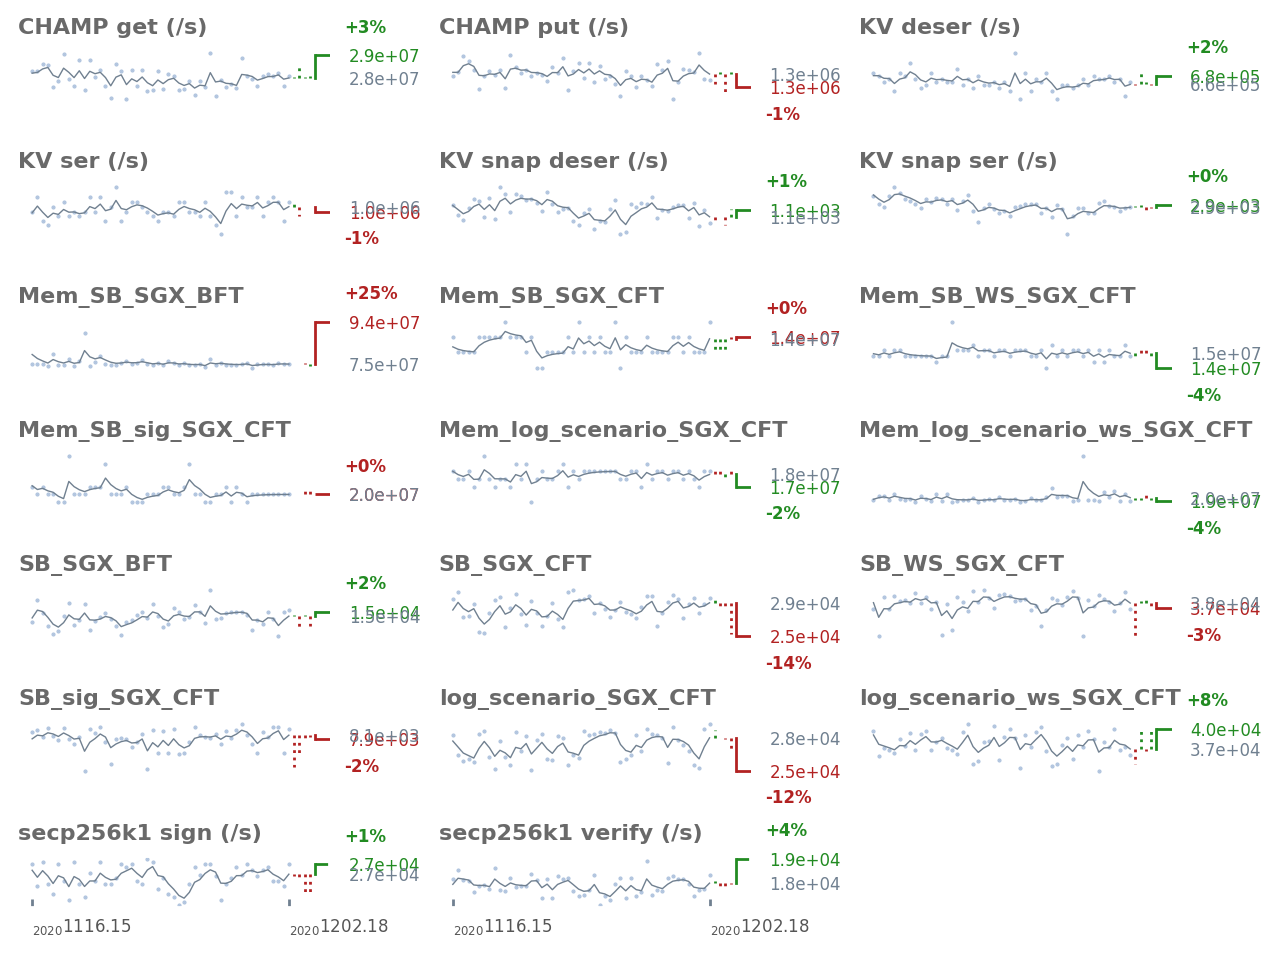 CHAMP get (/s)
+3%
2.9e+07
2.8e+07
CHAMP put (/s)
1.3e+06
1.3e+06
-1%
KV deser (/s)
+2%
6.8e+05
6.6e+05
KV ser (/s)
1.0e+06
1.0e+06
-1%
KV snap deser (/s)
+1%
1.1e+03
1.1e+03
KV snap ser (/s)
+0%
2.9e+03
2.9e+03
Mem_SB_SGX_BFT
+25%
9.4e+07
7.5e+07
Mem_SB_SGX_CFT
+0%
1.4e+07
1.4e+07
Mem_SB_WS_SGX_CFT
1.5e+07
1.4e+07
-4%
Mem_SB_sig_SGX_CFT
+0%
2.0e+07
Mem_log_scenario_SGX_CFT
1.8e+07
1.7e+07
-2%
Mem_log_scenario_ws_SGX_CFT
2.0e+07
1.9e+07
-4%
SB_SGX_BFT
+2%
1.5e+04
1.5e+04
SB_SGX_CFT
2.9e+04
2.5e+04
-14%
SB_WS_SGX_CFT
3.8e+04
3.7e+04
-3%
SB_sig_SGX_CFT
8.1e+03
7.9e+03
-2%
log_scenario_SGX_CFT
2.8e+04
2.5e+04
-12%
log_scenario_ws_SGX_CFT
+8%
4.0e+04
3.7e+04
secp256k1 sign (/s)
+1%
2.7e+04
2.7e+04
secp256k1 verify (/s)
+4%
1.9e+04
1.8e+04
20201116.15
20201202.18
20201116.15
20201202.18